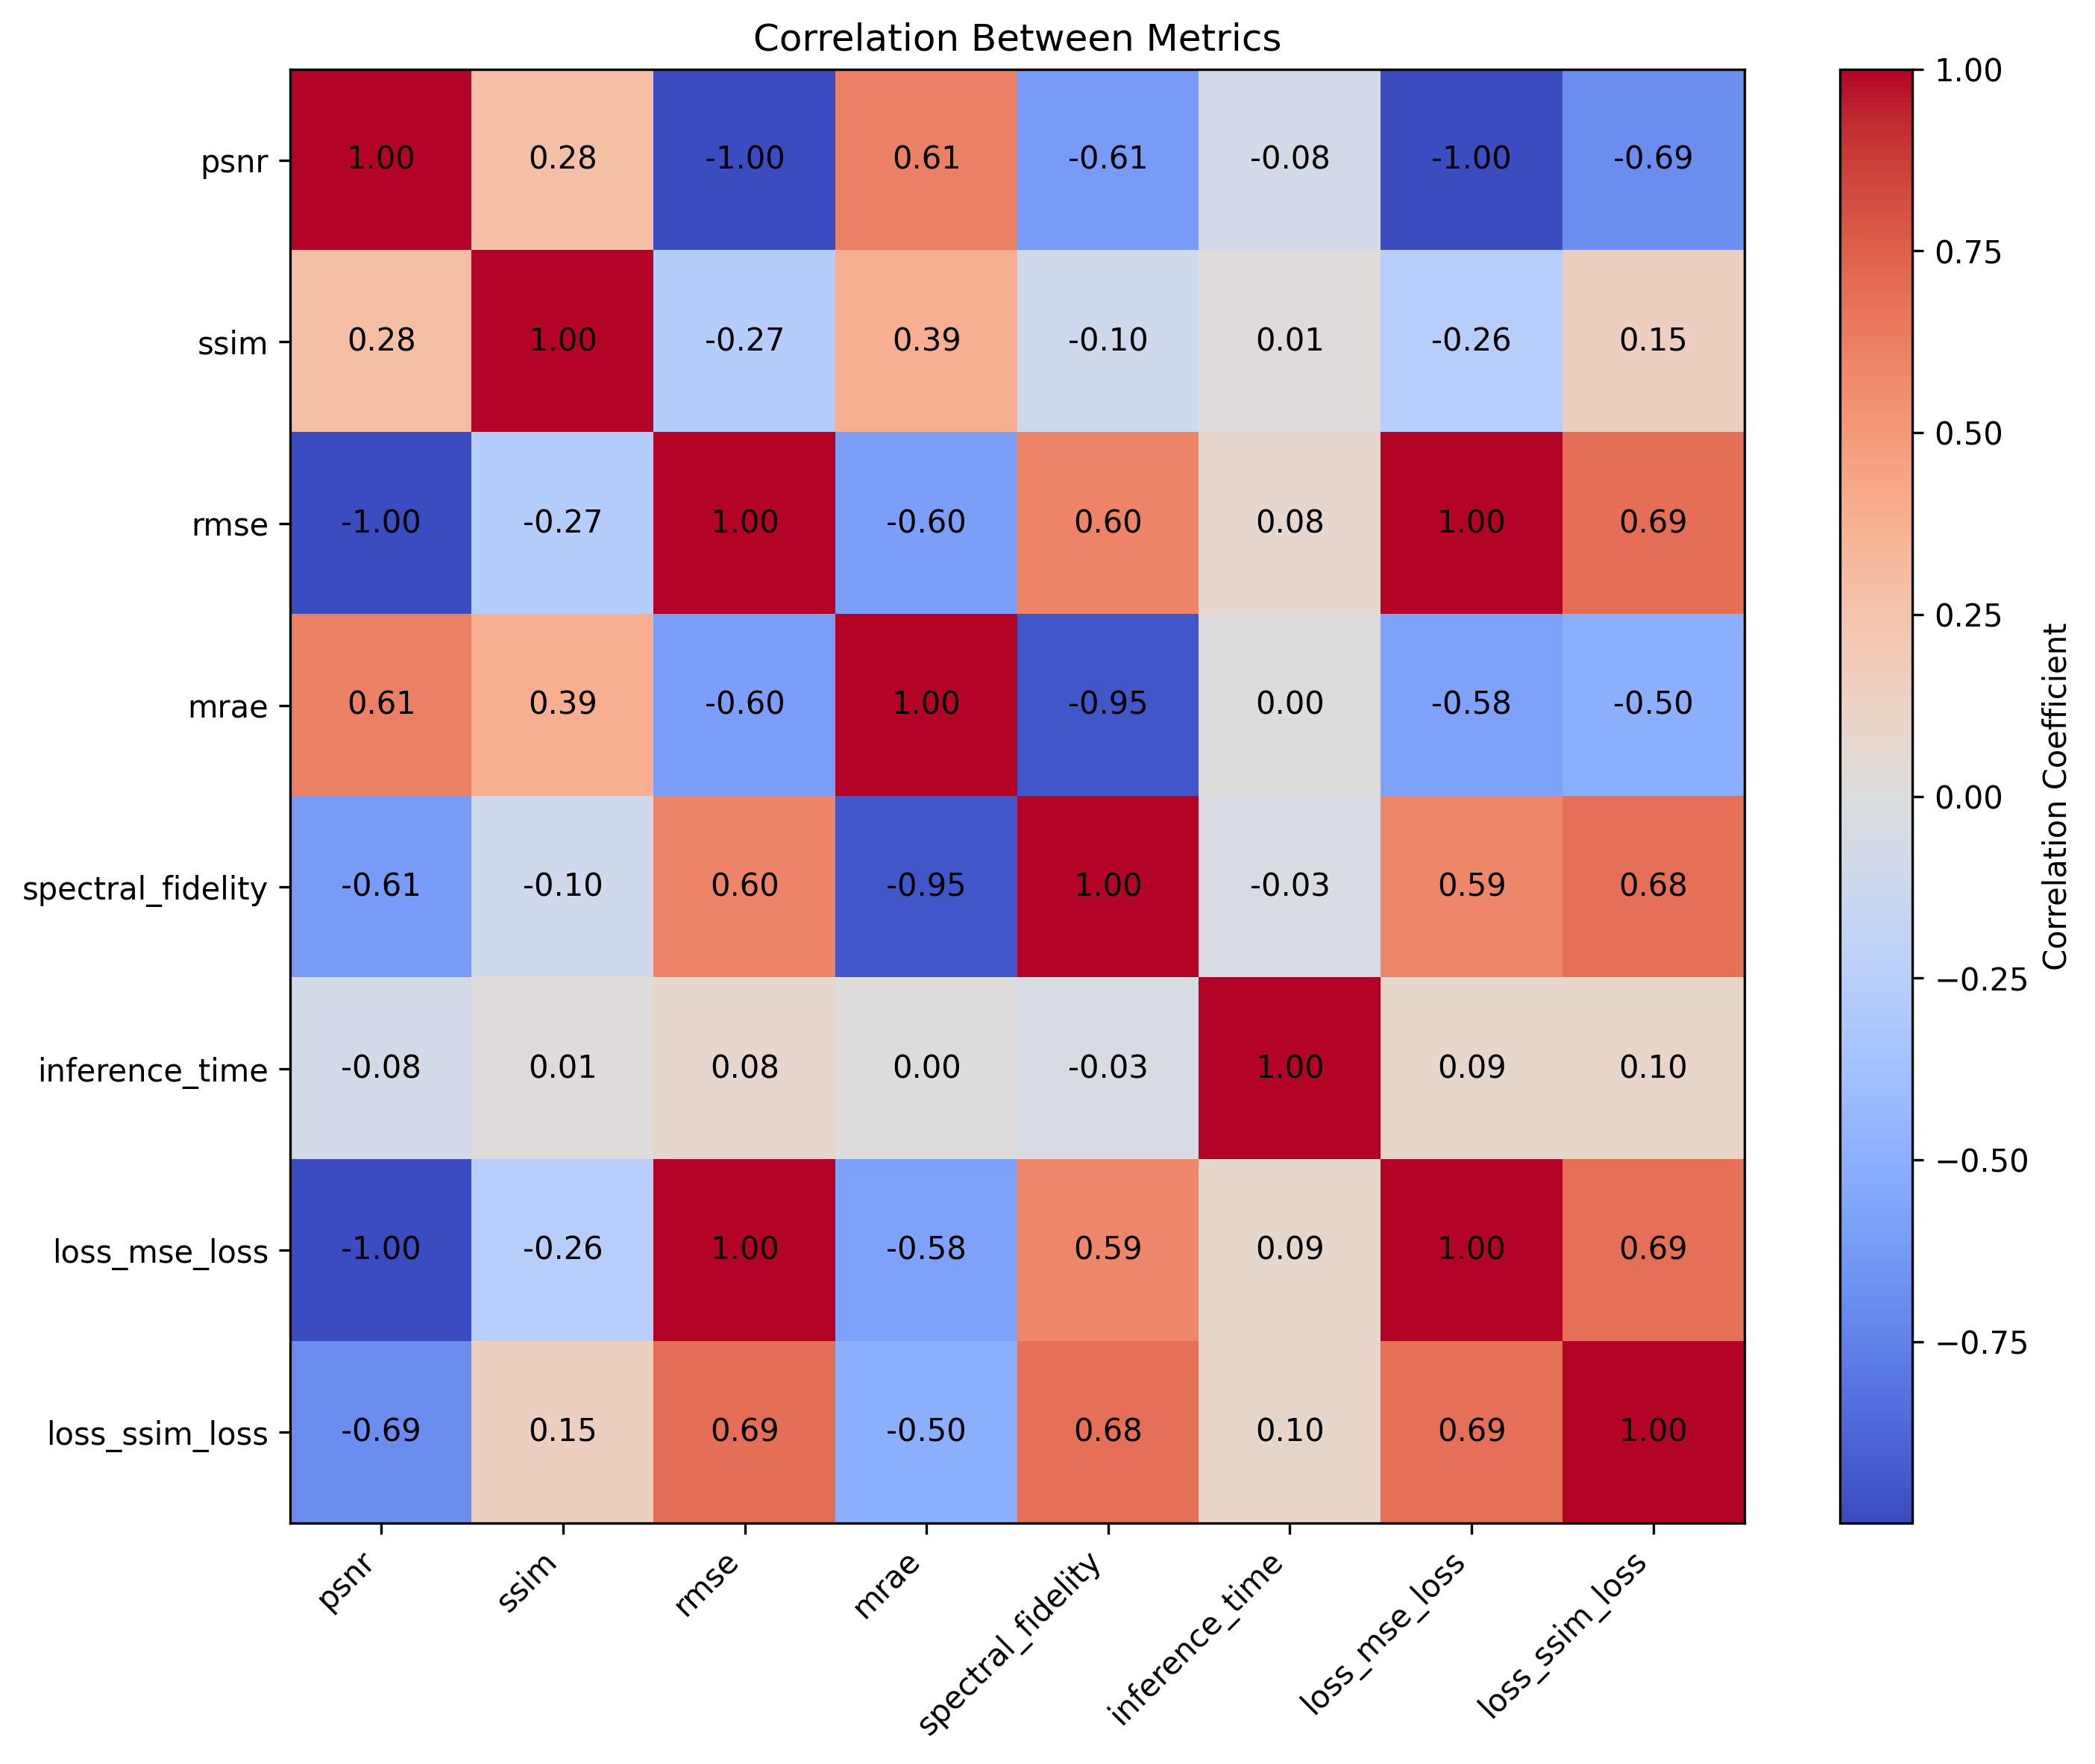 Correlation Between Metrics
psnr 1.00 0.28 -1.00 0.61 -0.61 -0.08 -1.00 -0.69
ssim 0.28 1.00 -0.27 0.39 -0.10 0.01 -0.26 0.15
rmse -1.00 -0.27 1.00 -0.60 0.60 0.08 1.00 0.69
mrae 0.61 0.39 -0.60 1.00 -0.95 0.00 -0.58 -0.50
spectral_fidelity -0.61 -0.10 0.60 -0.95 1.00 -0.03 0.59 0.68
inference_time -0.08 0.01 0.08 0.00 -0.03 1.00 0.09 0.10
loss_mse_loss -1.00 -0.26 1.00 -0.58 0.59 0.09 1.00 0.69
loss_ssim_loss -0.69 0.15 0.69 -0.50 0.68 0.10 0.69 1.00
psnr
ssim
rmse
mrae
spectral_fidelity
inference_time
loss_mse_loss
loss_ssim_loss
1.00
0.75
0.50
0.25
0.00
−0.25
−0.50
−0.75
Correlation Coefficient